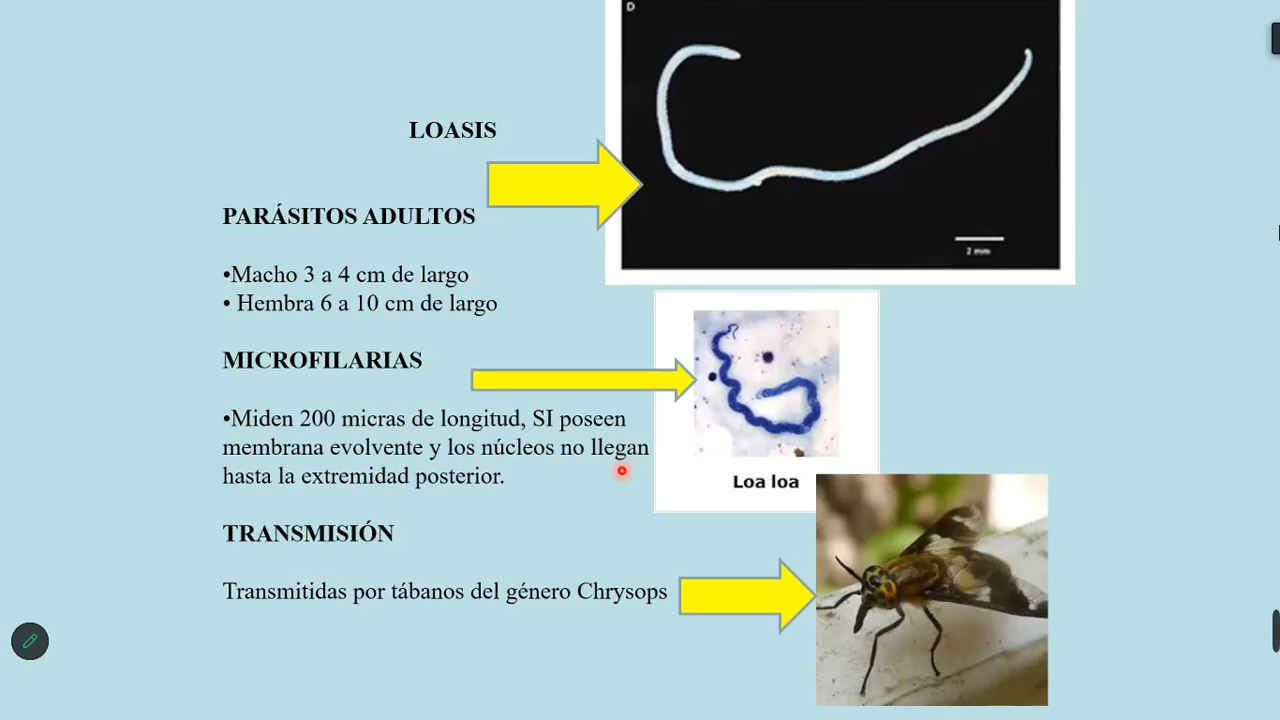 D
LOASIS
PARÁSITOS ADULTOS
•Macho 3 a 4 cm de largo
• Hembra 6 a 10 cm de largo
MICROFILARIAS
•Miden 200 micras de longitud, SI poseen
membrana evolvente y los núcleos no llegan
hasta la extremidad posterior.
TRANSMISIÓN
Transmitidas por tábanos del género Chrysops
2 mm
Loa loa